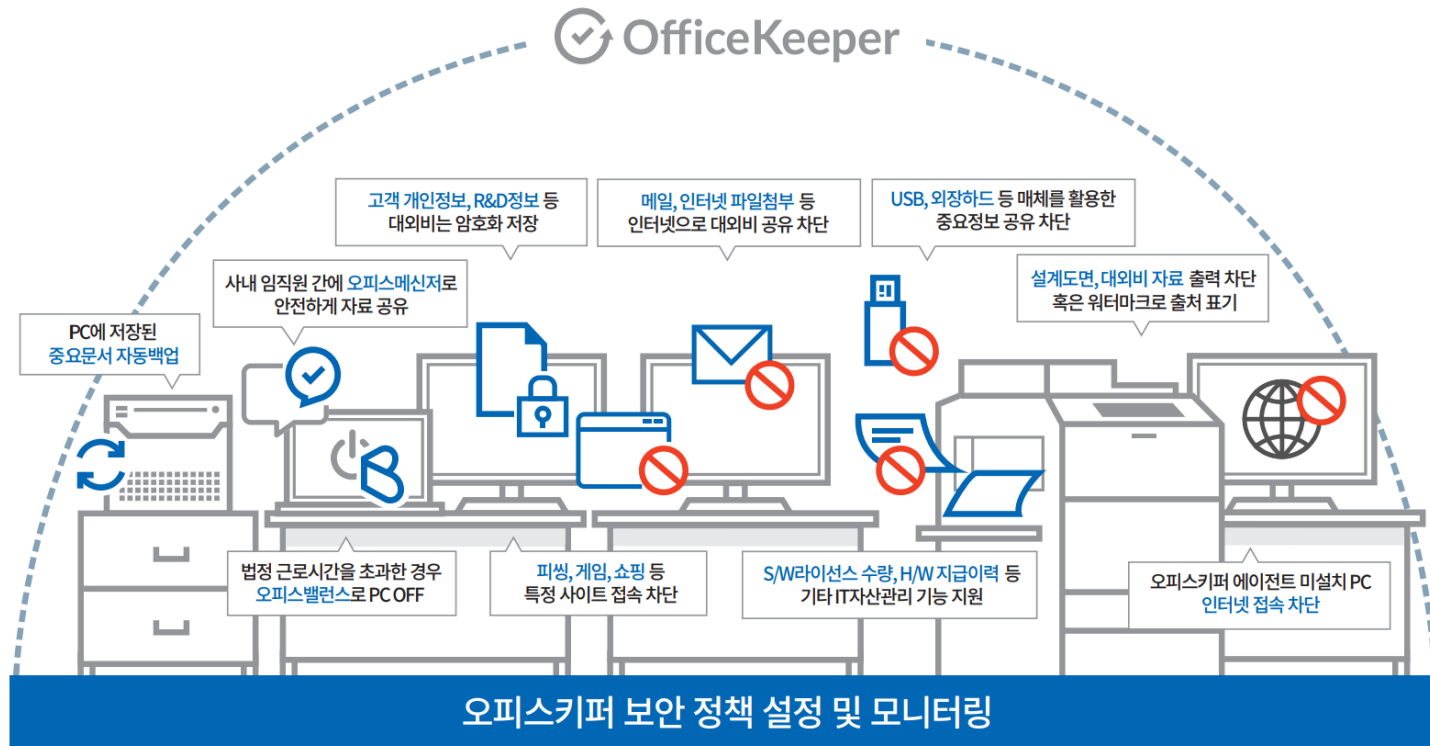 OfficeKeeper
고객 개인정보, R&D정보 등
대외비는 암호화 저장
메일, 인터넷 파일첨부 등
인터넷으로 대외비 공유 차단
USB, 외장하드 등 매체를 활용한
중요정보 공유 차단
사내 임직원 간에 오피스메신저로
안전하게 자료 공유
설계도면, 대외비 자료 출력 차단
혹은 워터마크로 출처 표기
PC에 저장된
중요문서 자동백업
법정 근로시간을 초과한 경우
오피스밸런스로 PC OFF
피씽, 게임, 쇼핑 등
특정 사이트 접속 차단
S/W라이선스 수량, H/W 지급이력 등
기타 IT자산관리 기능 지원
오피스키퍼 에이전트 미설치 PC
인터넷 접속 차단
오피스키퍼 보안 정책 설정 및 모니터링